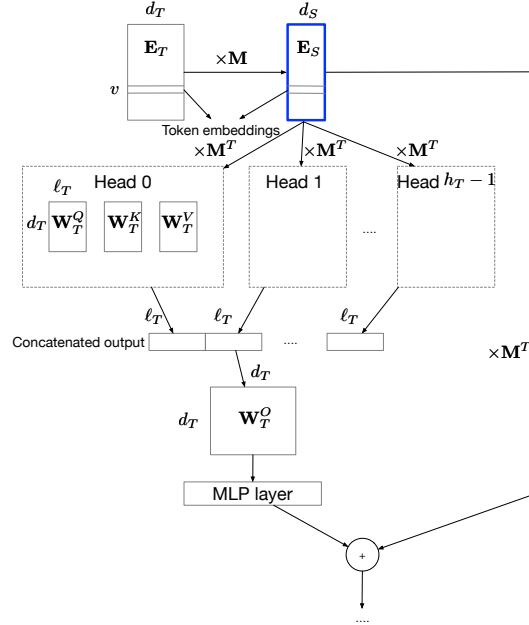 d_T d_S
E_T ×M E_S
v
Token embeddings
×M^T ×M^T ×M^T
Head 0 Head 1 Head h_T − 1
ℓ_T
d_T W_T^Q W_T^K W_T^V
....
ℓ_T ℓ_T ℓ_T
Concatenated output ....
×M^T
d_T
d_T W_T^O
MLP layer
+
....